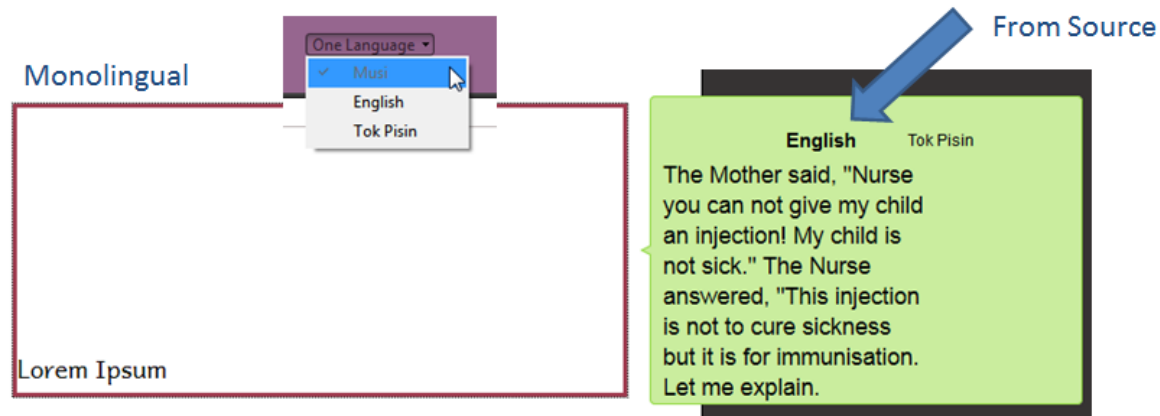 Monolingual
One Language
Musi
English
Tok Pisin
Lorem Ipsum
From Source
English Tok Pisin
The Mother said, "Nurse
you can not give my child
an injection! My child is
not sick." The Nurse
answered, "This injection
is not to cure sickness
but it is for immunisation.
Let me explain.